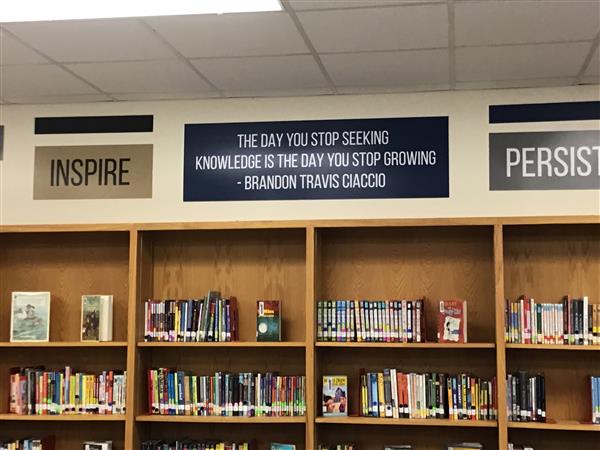 INSPIRE
THE DAY YOU STOP SEEKING
KNOWLEDGE IS THE DAY YOU STOP GROWING
- BRANDON TRAVIS CIACCIO
PERSIST